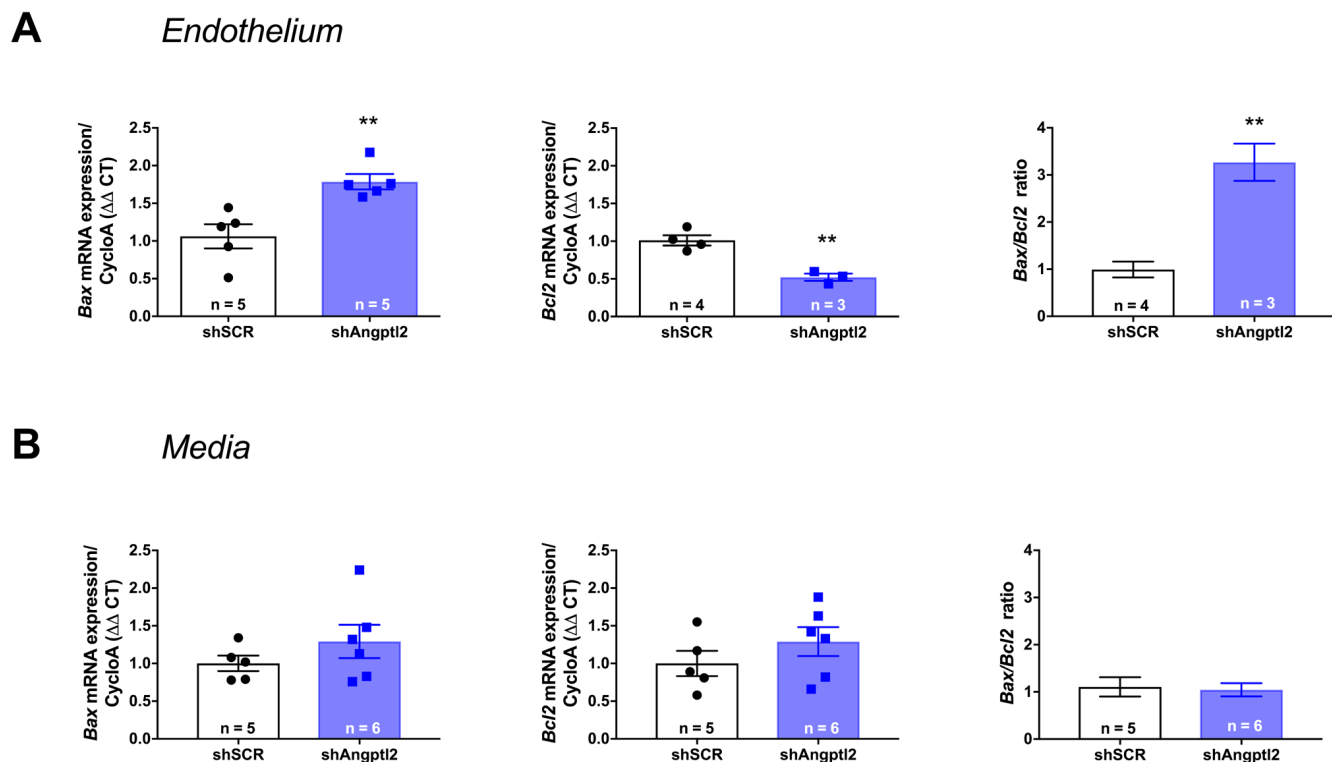 A
Endothelium
Bax mRNA expression/
CycloA (ΔΔ CT)
2.5
2.0
1.5
1.0
0.5
0.0
**
n = 5
n = 5
shSCR
shAngptl2
Bcl2 mRNA expression/
CycloA (ΔΔ CT)
2.5
2.0
1.5
1.0
0.5
0.0
**
n = 4
n = 3
shSCR
shAngptl2
Bax/Bcl2 ratio
4
3
2
1
0
**
n = 4
n = 3
shSCR
shAngptl2
B
Media
Bax mRNA expression/
CycloA (ΔΔ CT)
2.5
2.0
1.5
1.0
0.5
0.0
n = 5
n = 6
shSCR
shAngptl2
Bcl2 mRNA expression/
CycloA (ΔΔ CT)
2.5
2.0
1.5
1.0
0.5
0.0
n = 5
n = 6
shSCR
shAngptl2
Bax/Bcl2 ratio
4
3
2
1
0
n = 5
n = 6
shSCR
shAngptl2